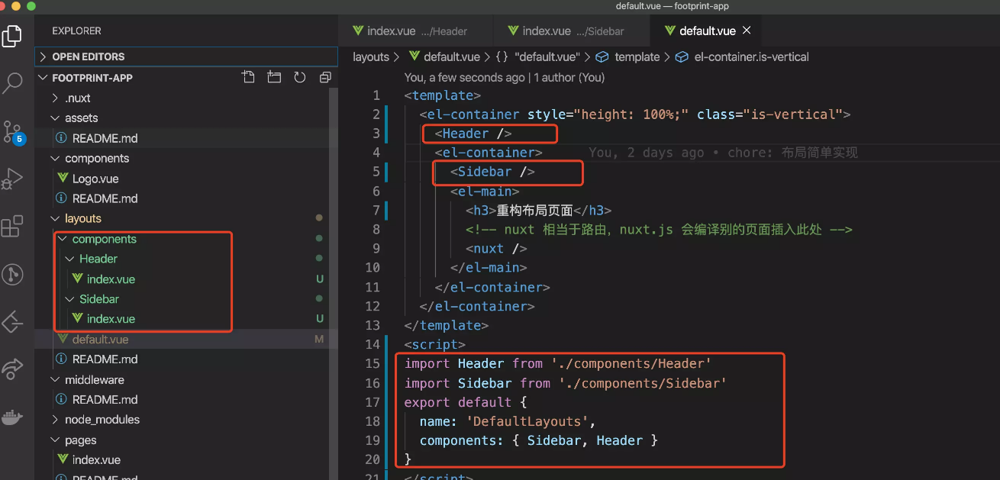 default.vue — footprint-app
EXPLORER
OPEN EDITORS
FOOTPRINT-APP
.nuxt
assets
README.md
components
Logo.vue
README.md
layouts
components
Header
index.vue U
Sidebar
index.vue U
default.vue M
README.md
middleware
README.md
node_modules
pages
index.vue
README.md
5
index.vue .../Header
index.vue .../Sidebar
default.vue
layouts > default.vue > {} "default.vue" > template > el-container.is-vertical
You, a few seconds ago | 1 author (You)
1 <template>
2 <el-container style="height: 100%;" class="is-vertical">
3 <Header />
4 <el-container> You, 2 days ago • chore: 布局简单实现
5 <Sidebar />
6 <el-main>
7 <h3>重构布局页面</h3>
8 <!-- nuxt 相当于路由，nuxt.js 会编译别的页面插入此处 -->
9 <nuxt />
10 </el-main>
11 </el-container>
12 </el-container>
13 </template>
14 <script>
15 import Header from './components/Header'
16 import Sidebar from './components/Sidebar'
17 export default {
18 name: 'DefaultLayouts',
19 components: { Sidebar, Header }
20 }
21 </script>